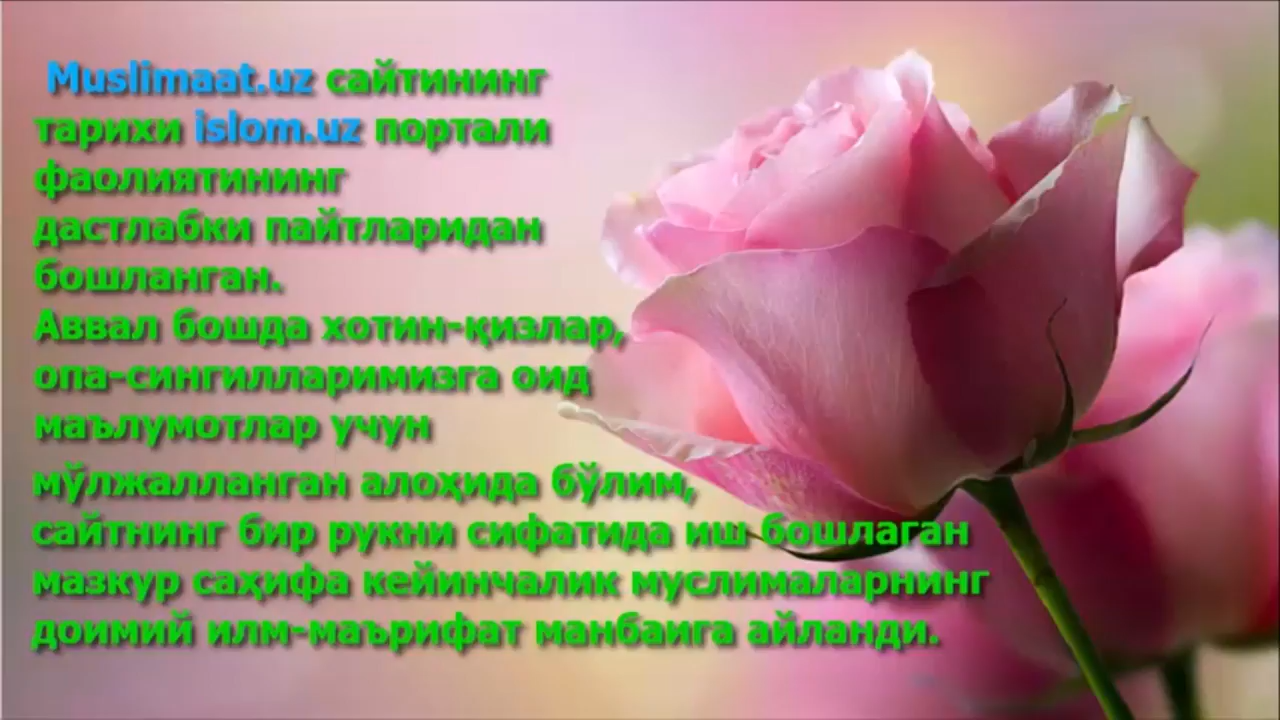 Muslimaat.uz сайтининг
тарихи islom.uz портали
фаолиятининг
дастлабки пайтларидан
бошланган.
Аввал бошда хотин-қизлар,
опа-сингилларимизга оид
маълумотлар учун
мўлжалланган алоҳида бўлим,
сайтнинг бир рукни сифатида иш бошлаган
мазкур саҳифа кейинчалик муслималарнинг
доимий илм-маърифат манбаига айланди.